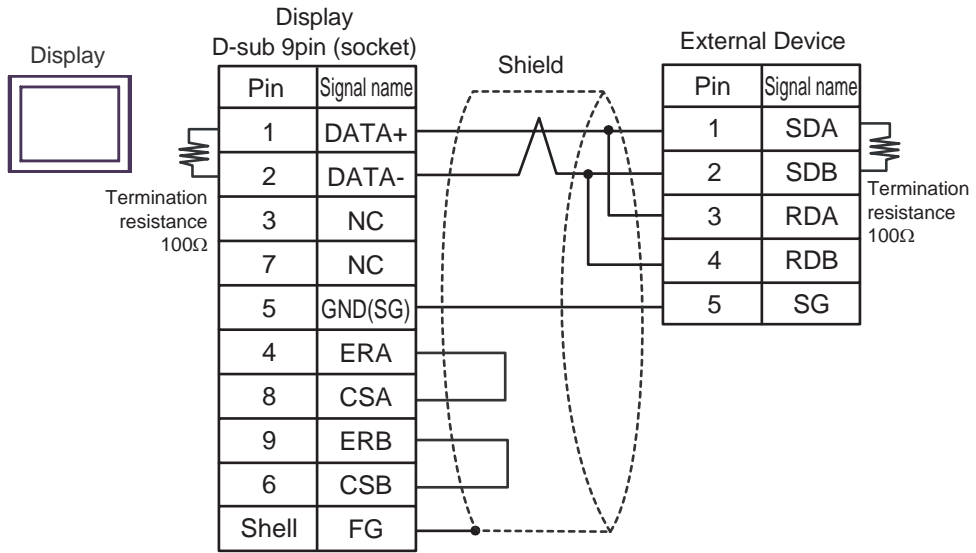 Display
Display
D-sub 9pin (socket)
Pin Signal name
1 DATA+
2 DATA-
3 NC
7 NC
5 GND(SG)
4 ERA
8 CSA
9 ERB
6 CSB
Shell FG
Termination
resistance
100Ω
Shield
External Device
Pin Signal name
1 SDA
2 SDB
3 RDA
4 RDB
5 SG
Termination
resistance
100Ω